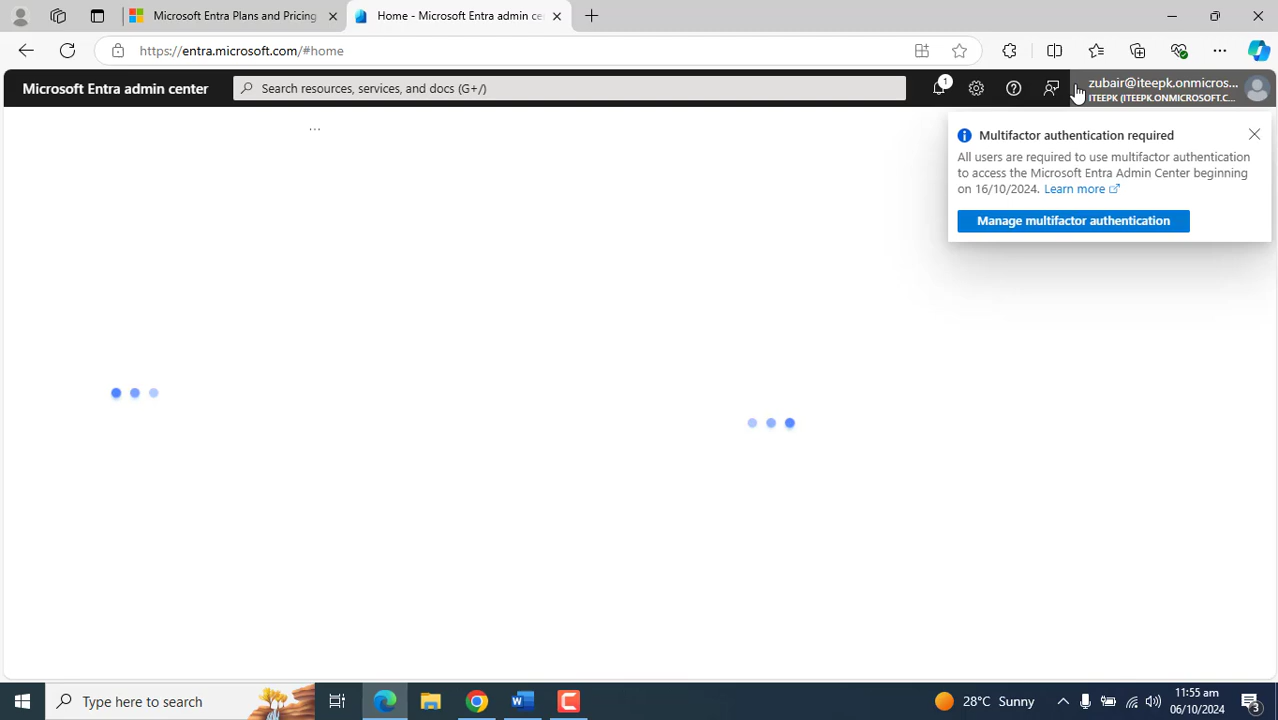 Microsoft Entra Plans and Pricing
Home - Microsoft Entra admin ce
https://entra.microsoft.com/#home
Microsoft Entra admin center
Search resources, services, and docs (G+/)
1
zubair@iteepk.onmicros...
ITEEPK (ITEEPK.ONMICROSOFT.C...
...
Multifactor authentication required
All users are required to use multifactor authentication
to access the Microsoft Entra Admin Center beginning
on 16/10/2024. Learn more
Manage multifactor authentication
Type here to search
28°C Sunny
11:55 am
06/10/2024
3